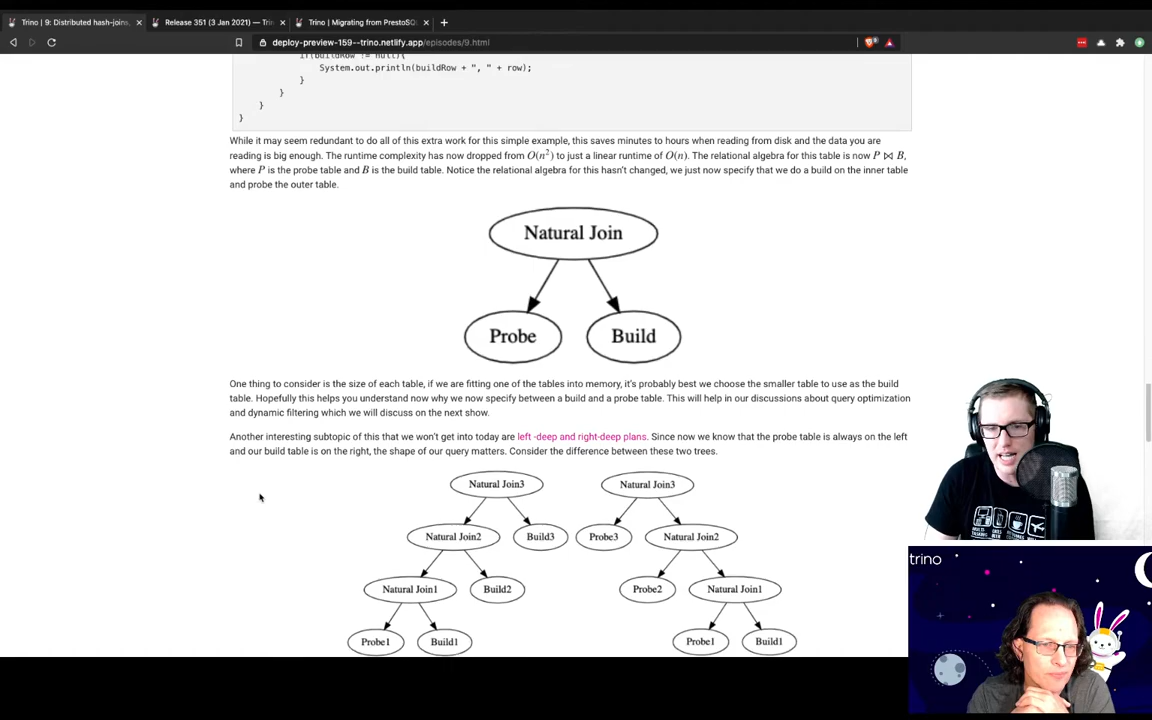 Trino | 9: Distributed hash-joins,
Release 351 (3 Jan 2021) — Tri
Trino | Migrating from PrestoSQ
deploy-preview-159--trino.netlify.app/episodes/9.html
if(buildRow != null){
System.out.println(buildRow + ", " + row);
}
}
}
}
While it may seem redundant to do all of this extra work for this simple example, this saves minutes to hours when reading from disk and the data you are
reading is big enough. The runtime complexity has now dropped from O(n²) to just a linear runtime of O(n). The relational algebra for this table is now P ⋈ B,
where P is the probe table and B is the build table. Notice the relational algebra for this hasn't changed, we just now specify that we do a build on the inner table
and probe the outer table.
Natural Join
Probe
Build
One thing to consider is the size of each table, if we are fitting one of the tables into memory, it's probably best we choose the smaller table to use as the build
table. Hopefully this helps you understand now why we now specify between a build and a probe table. This will help in our discussions about query optimization
and dynamic filtering which we will discuss on the next show.
Another interesting subtopic of this that we won't get into today are left -deep and right-deep plans. Since now we know that the probe table is always on the left
and our build table is on the right, the shape of our query matters. Consider the difference between these two trees.
Natural Join3
Natural Join2
Build3
Natural Join1
Build2
Probe1
Build1
Natural Join3
Probe3
Natural Join2
Probe2
Natural Join1
Probe1
Build1
trino